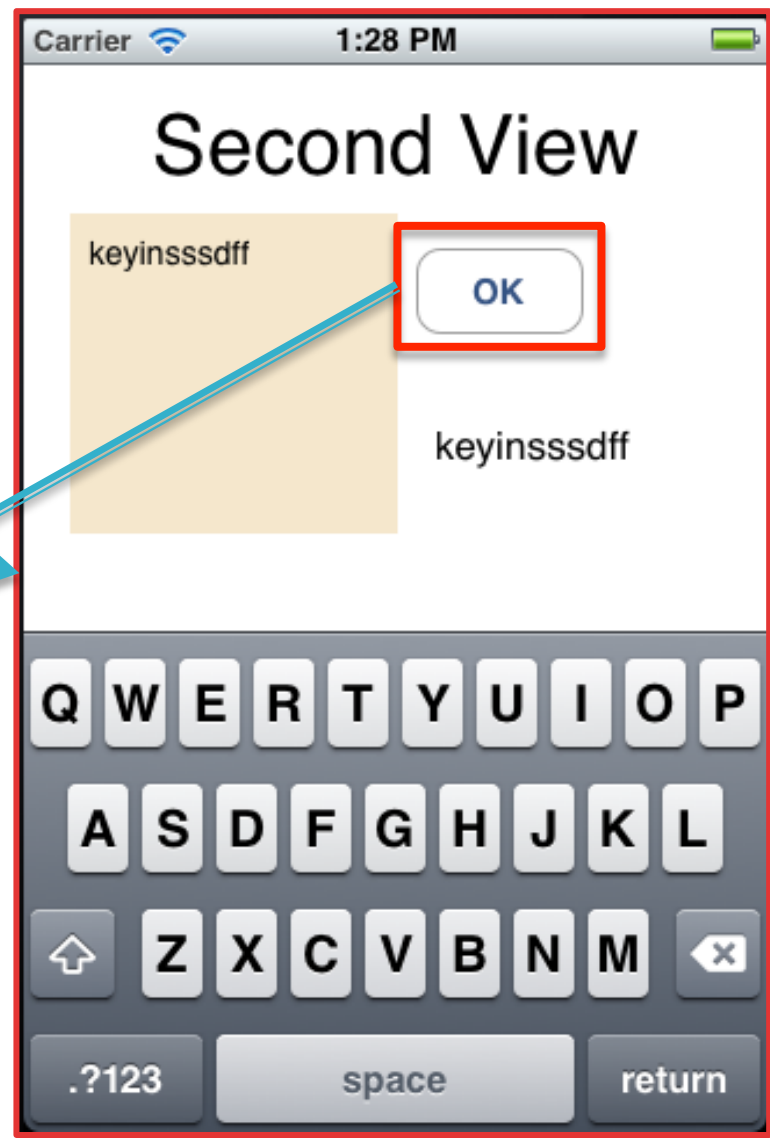 Carrier 1:28 PM
Second View
keyinsssdff
OK
keyinsssdff
Q W E R T Y U I O P
A S D F G H J K L
Z X C V B N M
.?123 space return